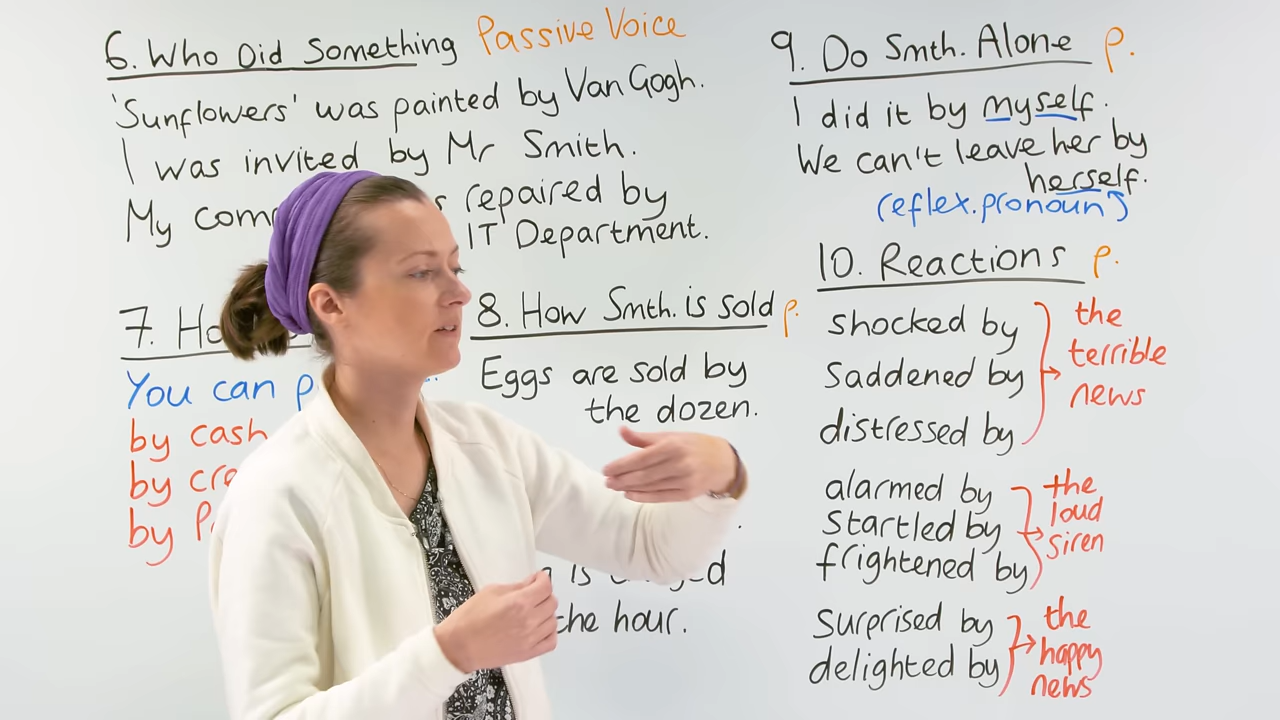 6. Who Did Something Passive Voice
'Sunflowers' was painted by Van Gogh.
I was invited by Mr Smith.
My repaired by
IT Department.
7.
You can
by cash
by
by
8. How Smth. is sold p.
Eggs are sold by
the dozen.
is
the hour.
9. Do Smth. Alone p.
I did it by myself.
We can't leave her by
herself.
reflex. pronoun
10. Reactions p.
shocked by
saddened by
distressed by
the
terrible
news
alarmed by
startled by
frightened by
the
loud
siren
surprised by
delighted by
the
happy
news